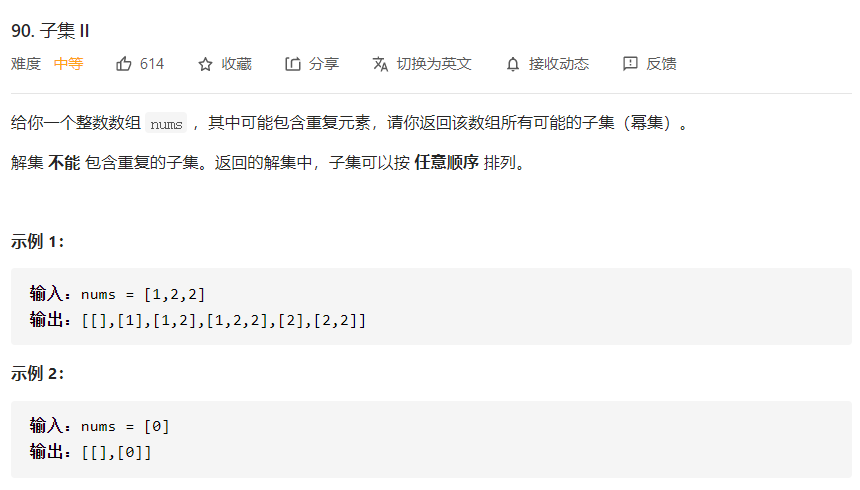 90. 子集 II
难度 中等 614 收藏 分享 切换为英文 接收动态 反馈
给你一个整数数组 nums ，其中可能包含重复元素，请你返回该数组所有可能的子集（幂集）。
解集 不能 包含重复的子集。返回的解集中，子集可以按 任意顺序 排列。
示例 1：
输入：nums = [1,2,2]
输出：[[],[1],[1,2],[1,2,2],[2],[2,2]]
示例 2：
输入：nums = [0]
输出：[[],[0]]